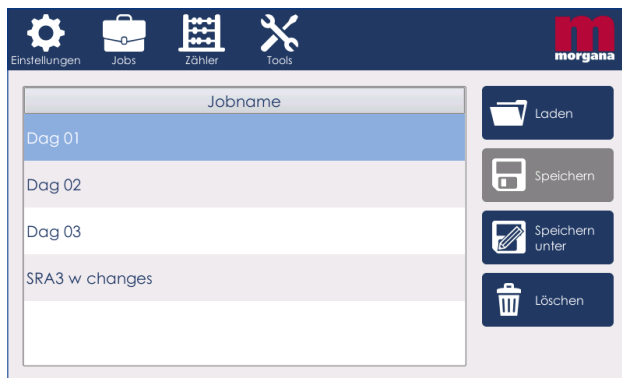 Einstellungen
Jobs
Zähler
Tools
morgana
Jobname
Dag 01
Dag 02
Dag 03
SRA3 w changes
Laden
Speichern
Speichern
unter
Löschen